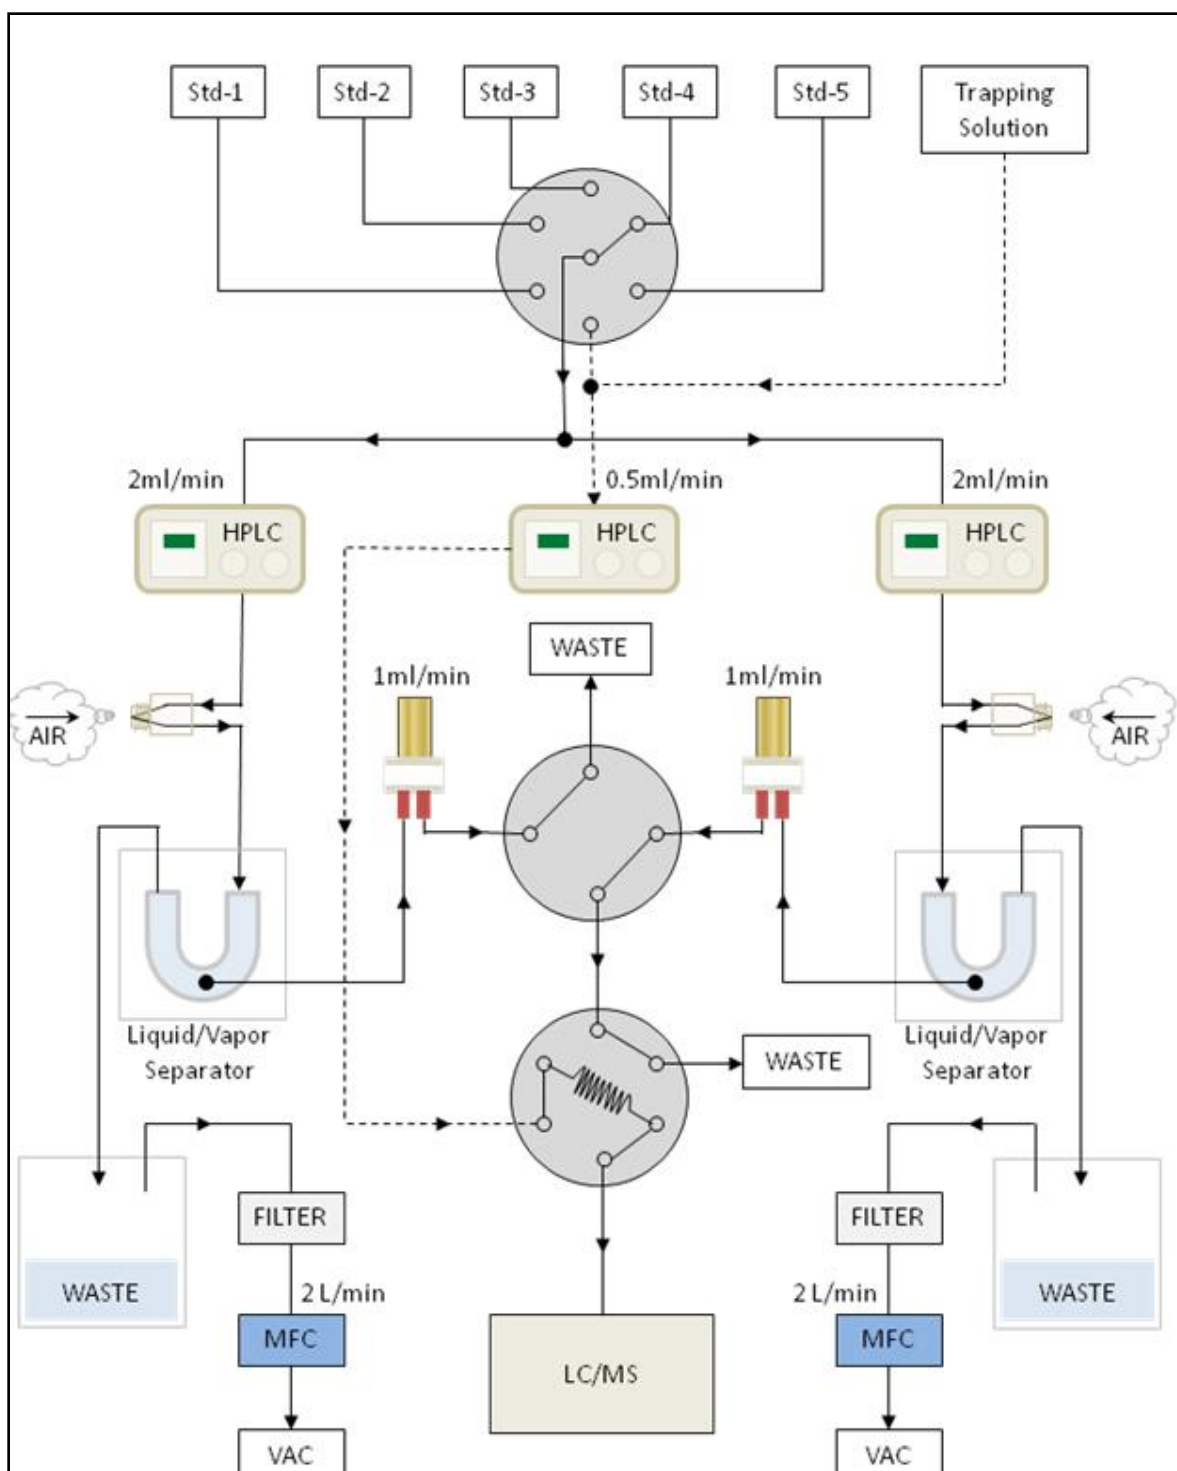 Std-1
Std-2
Std-3
Std-4
Std-5
Trapping
Solution
2ml/min
0.5ml/min
2ml/min
HPLC
HPLC
HPLC
WASTE
1ml/min
1ml/min
AIR
AIR
Liquid/Vapor
Separator
Liquid/Vapor
Separator
WASTE
FILTER
FILTER
WASTE
WASTE
2 L/min
2 L/min
MFC
MFC
LC/MS
VAC
VAC